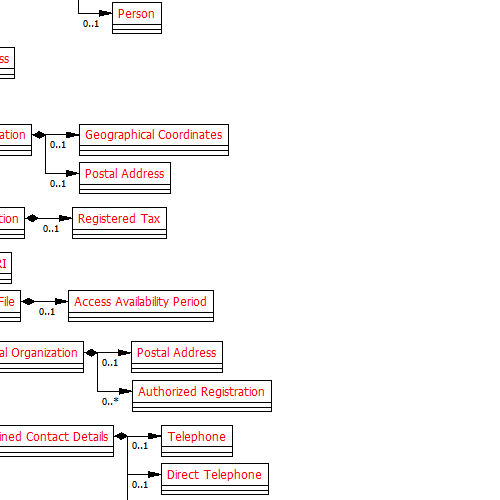 Person
0..1
ss
ation
Geographical Coordinates
0..1
Postal Address
0..1
tion
Registered Tax
0..1
RI
File
Access Availability Period
0..1
al Organization
Postal Address
0..1
Authorized Registration
0..*
ined Contact Details
Telephone
0..1
Direct Telephone
0..1